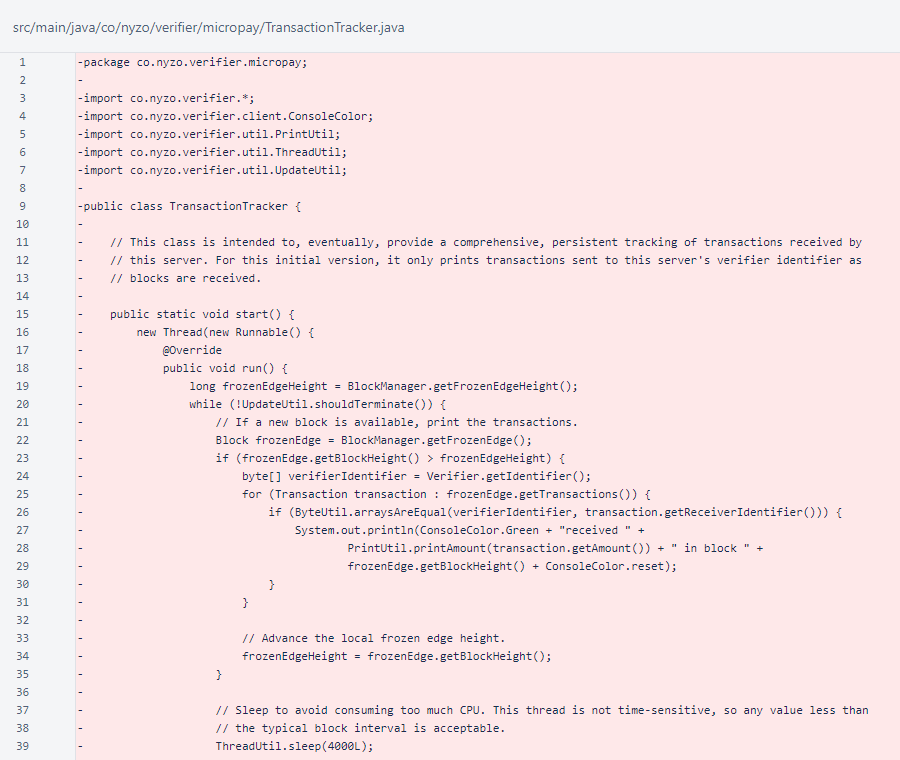 src/main/java/co/nyzo/verifier/micropay/TransactionTracker.java
1 -package co.nyzo.verifier.micropay;
2 -
3 -import co.nyzo.verifier.*;
4 -import co.nyzo.verifier.client.ConsoleColor;
5 -import co.nyzo.verifier.util.PrintUtil;
6 -import co.nyzo.verifier.util.ThreadUtil;
7 -import co.nyzo.verifier.util.UpdateUtil;
8 -
9 -public class TransactionTracker {
10 -
11 -    // This class is intended to, eventually, provide a comprehensive, persistent tracking of transactions received by
12 -    // this server. For this initial version, it only prints transactions sent to this server's verifier identifier as
13 -    // blocks are received.
14 -
15 -    public static void start() {
16 -        new Thread(new Runnable() {
17 -            @Override
18 -            public void run() {
19 -                long frozenEdgeHeight = BlockManager.getFrozenEdgeHeight();
20 -                while (!UpdateUtil.shouldTerminate()) {
21 -                    // If a new block is available, print the transactions.
22 -                    Block frozenEdge = BlockManager.getFrozenEdge();
23 -                    if (frozenEdge.getBlockHeight() > frozenEdgeHeight) {
24 -                        byte[] verifierIdentifier = Verifier.getIdentifier();
25 -                        for (Transaction transaction : frozenEdge.getTransactions()) {
26 -                            if (ByteUtil.arraysAreEqual(verifierIdentifier, transaction.getReceiverIdentifier())) {
27 -                                System.out.println(ConsoleColor.Green + "received " +
28 -                                        PrintUtil.printAmount(transaction.getAmount()) + " in block " +
29 -                                        frozenEdge.getBlockHeight() + ConsoleColor.reset);
30 -                            }
31 -                        }
32 -
33 -                        // Advance the local frozen edge height.
34 -                        frozenEdgeHeight = frozenEdge.getBlockHeight();
35 -                    }
36 -
37 -                    // Sleep to avoid consuming too much CPU. This thread is not time-sensitive, so any value less than
38 -                    // the typical block interval is acceptable.
39 -                    ThreadUtil.sleep(4000L);